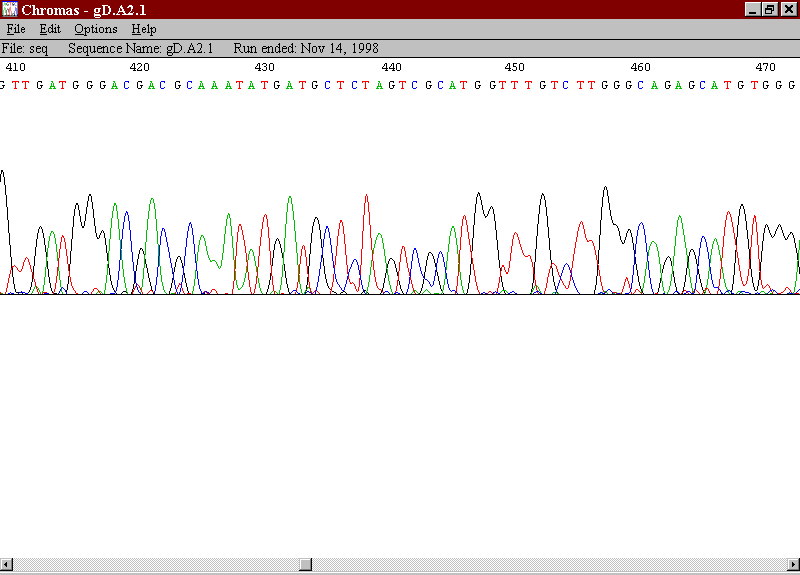 Chromas - gD.A2.1
File Edit Options Help
File: seq Sequence Name: gD.A2.1 Run ended: Nov 14, 1998
410 420 430 440 450 460 470
G T T G A T G G G A C G A C G C A A A T A T G A T G C T C T A G T C G C A T G G T T T G T C T T G G G C A G A G C A T G T G G G